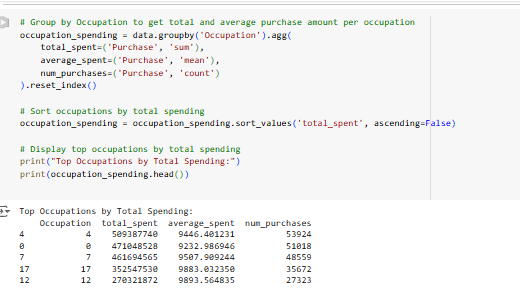 # Group by Occupation to get total and average purchase amount per occupation
occupation_spending = data.groupby('Occupation').agg(
    total_spent=('Purchase', 'sum'),
    average_spent=('Purchase', 'mean'),
    num_purchases=('Purchase', 'count')
).reset_index()

# Sort occupations by total spending
occupation_spending = occupation_spending.sort_values('total_spent', ascending=False)

# Display top occupations by total spending
print("Top Occupations by Total Spending:")
print(occupation_spending.head())

Top Occupations by Total Spending:
    Occupation  total_spent  average_spent  num_purchases
4            4    509387740    9446.401231          53924
0            0    471048528    9232.986946          51018
7            7    461694565    9507.909244          48559
17          17    352547530    9883.032350          35672
12          12    270321872    9893.564835          27323